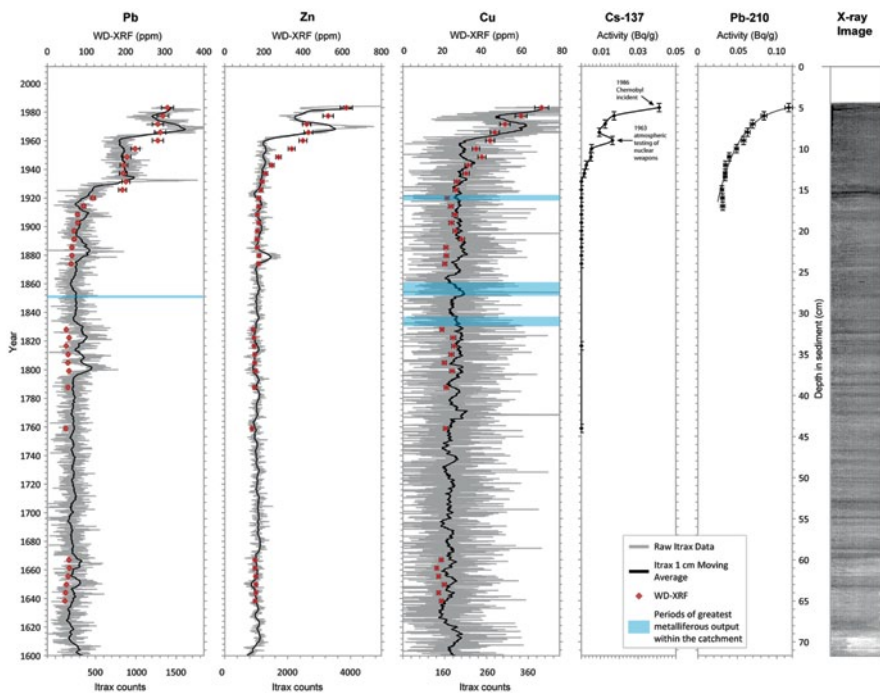 Pb
Zn
Cu
Cs-137
Pb-210
X-ray
Image
WD-XRF (ppm)
WD-XRF (ppm)
WD-XRF (ppm)
Activity (Bq/g)
Activity (Bq/g)
0 100 200 300 400
0 200 400 600 800
0 20 40 60 80
0.01 0.03 0.04 0.05
0 0.05 0.10
Year
2000
1980
1960
1940
1920
1900
1880
1860
1840
1820
1800
1780
1760
1740
1720
1700
1680
1660
1640
1620
1600
1986
Chernobyl
incident
1963
atmospheric
testing of
nuclear
weapons
Depth in sediment (cm)
0
5
10
15
20
25
30
35
40
45
50
55
60
65
70
Raw Itrax Data
Itrax 1 cm Moving
Average
WD-XRF
Periods of greatest
metalliferous output
within the catchment
500 1000 1500
2000 4000
160 260 360
Itrax counts
Itrax counts
Itrax counts